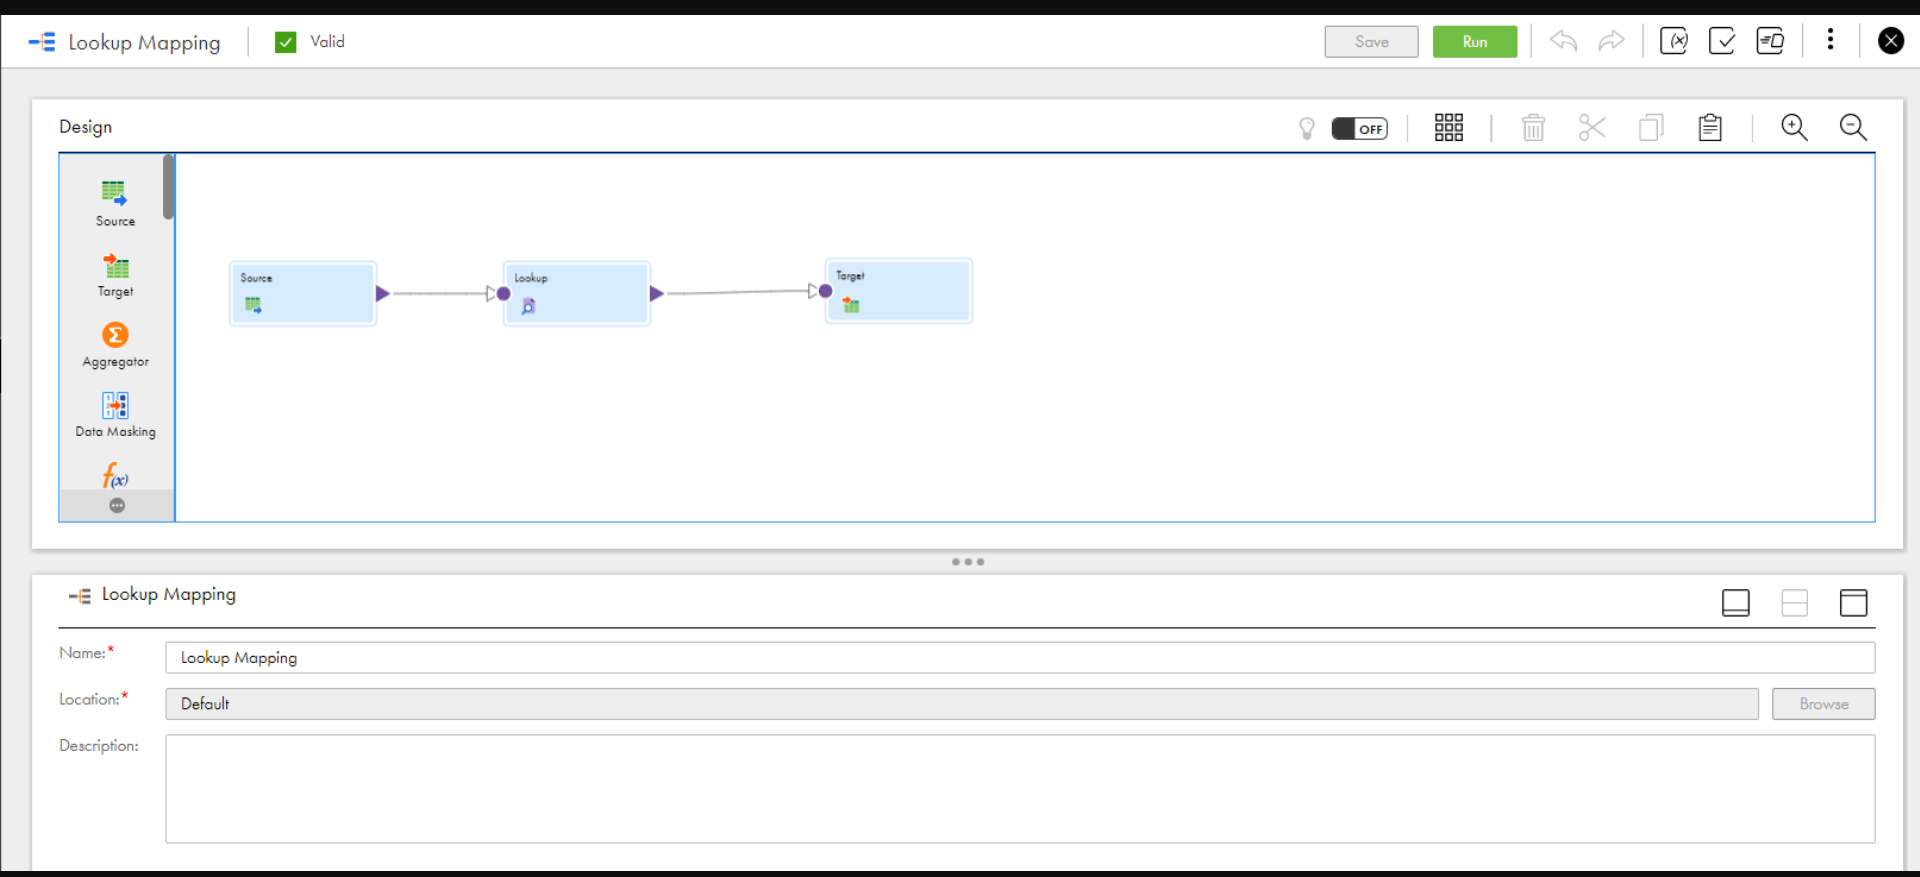 Lookup Mapping
Valid
Save
Run
(x)
Design
OFF
Source
Target
Aggregator
Data Masking
f(x)
Source
Lookup
Target
Lookup Mapping
Name:*
Lookup Mapping
Location:*
Default
Browse
Description: